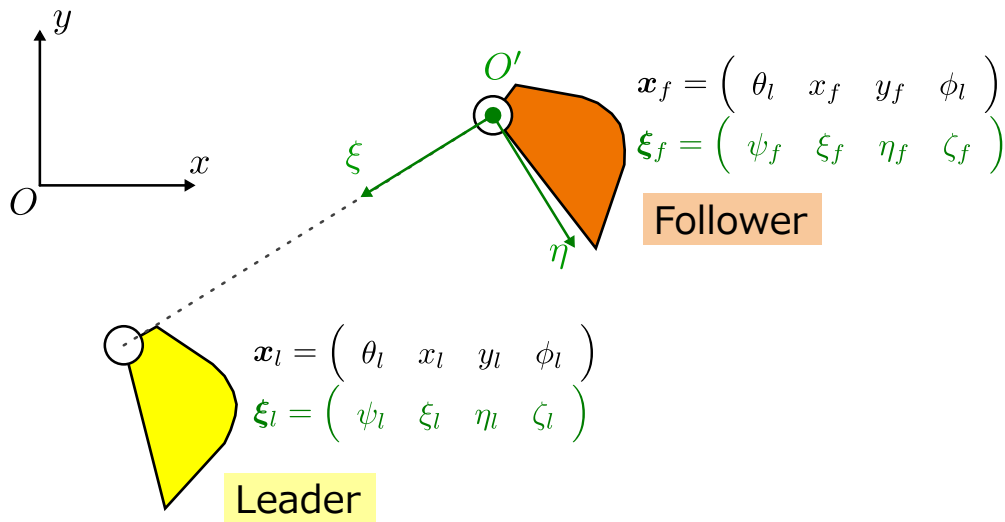 y
x
O
O′
ξ
η
x_f = ( θ_l x_f y_f ϕ_l )
ξ_f = ( ψ_f ξ_f η_f ζ_f )
Follower
x_l = ( θ_l x_l y_l ϕ_l )
ξ_l = ( ψ_l ξ_l η_l ζ_l )
Leader